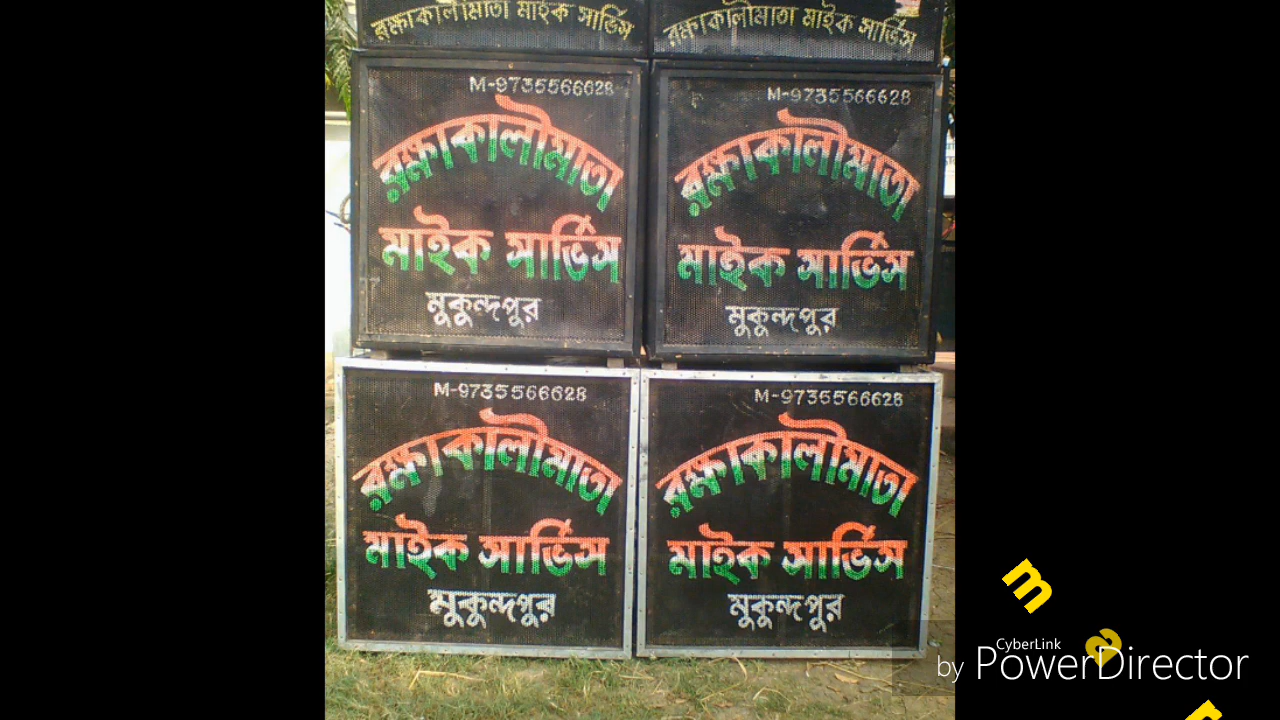 রক্ষাকালীমাতা মাইক সার্ভিস
রক্ষাকালীমাতা মাইক সার্ভিস
M-9735566628
রক্ষাকালীমাতা
মাইক সার্ভিস
মুকুন্দপুর
M-9735566628
রক্ষাকালীমাতা
মাইক সার্ভিস
মুকুন্দপুর
M-9735566628
রক্ষাকালীমাতা
মাইক সার্ভিস
মুকুন্দপুর
M-9735566628
রক্ষাকালীমাতা
মাইক সার্ভিস
মুকুন্দপুর
m
a
CyberLink
by PowerDirector